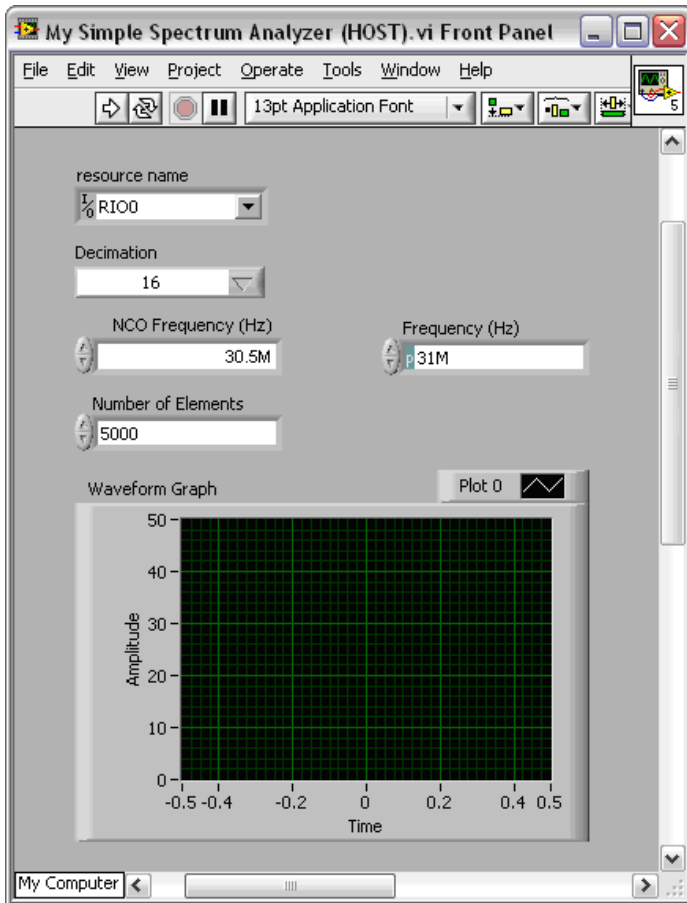 My Simple Spectrum Analyzer (HOST).vi Front Panel
File Edit View Project Operate Tools Window Help
13pt Application Font
5
resource name
I/O RIO0
Decimation
16
NCO Frequency (Hz)
30.5M
Frequency (Hz)
p 31M
Number of Elements
5000
Waveform Graph
Plot 0
50
40
30
20
10
0
Amplitude
-0.5 -0.4 -0.2 0 0.2 0.4 0.5
Time
My Computer